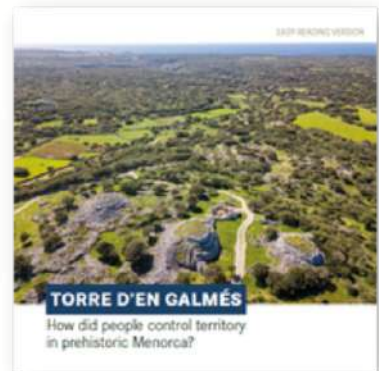 EASY READING VERSION
TORRE D'EN GALMÉS
How did people control territory
in prehistoric Menorca?